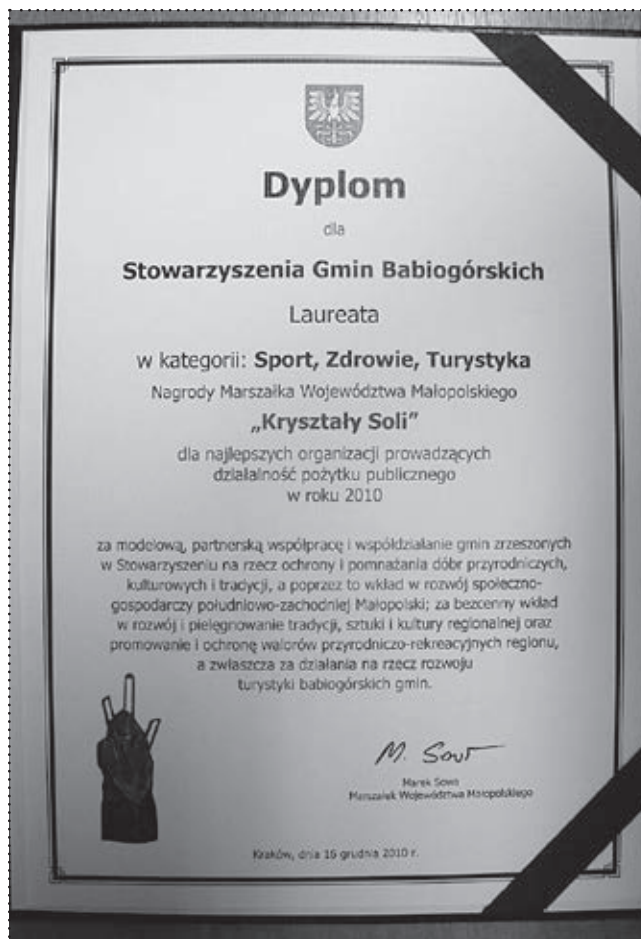 Dyplom
dla
Stowarzyszenia Gmin Babiogórskich
Laureata
w kategorii: Sport, Zdrowie, Turystyka
Nagrody Marszałka Województwa Małopolskiego
„Kryształy Soli”
dla najlepszych organizacji prowadzących
działalność pożytku publicznego
w roku 2010
za modelową, partnerską współpracę i współdziałanie gmin zrzeszonych
w Stowarzyszeniu na rzecz ochrony i pomnażania dóbr przyrodniczych,
kulturowych i tradycji, a poprzez to wkład w rozwój społeczno-
gospodarczy południowo-zachodniej Małopolski; za bezcenny wkład
w rozwój i pielęgnowanie tradycji, sztuki i kultury regionalnej oraz
promowanie i ochronę walorów przyrodniczo-rekreacyjnych regionu,
a zwłaszcza za działania na rzecz rozwoju
turystyki babiogórskich gmin.
M. Sowa
Marek Sowa
Marszałek Województwa Małopolskiego
Kraków, dnia 16 grudnia 2010 r.